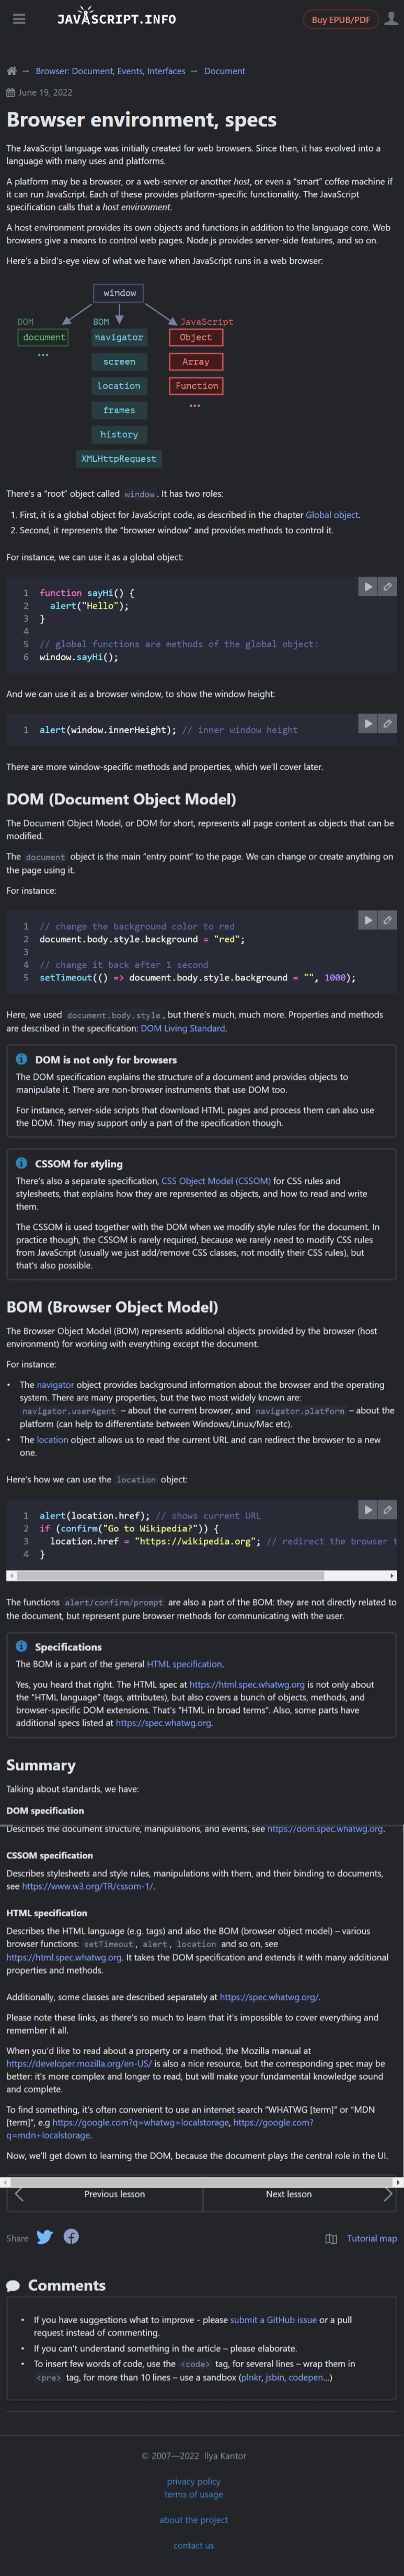 JAVASCRIPT.INFO
Buy EPUB/PDF
→ Browser: Document, Events, Interfaces → Document
June 19, 2022
Browser environment, specs
The JavaScript language was initially created for web browsers. Since then, it has evolved into a
language with many uses and platforms.
A platform may be a browser, or a web-server or another host, or even a “smart” coffee machine if
it can run JavaScript. Each of these provides platform-specific functionality. The JavaScript
specification calls that a host environment.
A host environment provides its own objects and functions in addition to the language core. Web
browsers give a means to control web pages. Node.js provides server-side features, and so on.
Here’s a bird’s-eye view of what we have when JavaScript runs in a web browser:
window
DOM BOM JavaScript
document navigator Object
... screen Array
location Function
frames ...
history
XMLHttpRequest
There’s a “root” object called window. It has two roles:
1. First, it is a global object for JavaScript code, as described in the chapter Global object.
2. Second, it represents the “browser window” and provides methods to control it.
For instance, we can use it as a global object:
1 function sayHi() {
2 alert("Hello");
3 }
4
5 // global functions are methods of the global object:
6 window.sayHi();
And we can use it as a browser window, to show the window height:
1 alert(window.innerHeight); // inner window height
There are more window-specific methods and properties, which we’ll cover later.
DOM (Document Object Model)
The Document Object Model, or DOM for short, represents all page content as objects that can be
modified.
The document object is the main “entry point” to the page. We can change or create anything on
the page using it.
For instance:
1 // change the background color to red
2 document.body.style.background = "red";
3
4 // change it back after 1 second
5 setTimeout(() => document.body.style.background = "", 1000);
Here, we used document.body.style, but there’s much, much more. Properties and methods
are described in the specification: DOM Living Standard.
DOM is not only for browsers
The DOM specification explains the structure of a document and provides objects to
manipulate it. There are non-browser instruments that use DOM too.
For instance, server-side scripts that download HTML pages and process them can also use
the DOM. They may support only a part of the specification though.
CSSOM for styling
There’s also a separate specification, CSS Object Model (CSSOM) for CSS rules and
stylesheets, that explains how they are represented as objects, and how to read and write
them.
The CSSOM is used together with the DOM when we modify style rules for the document. In
practice though, the CSSOM is rarely required, because we rarely need to modify CSS rules
from JavaScript (usually we just add/remove CSS classes, not modify their CSS rules), but
that’s also possible.
BOM (Browser Object Model)
The Browser Object Model (BOM) represents additional objects provided by the browser (host
environment) for working with everything except the document.
For instance:
• The navigator object provides background information about the browser and the operating
system. There are many properties, but the two most widely known are:
navigator.userAgent – about the current browser, and navigator.platform – about the
platform (can help to differentiate between Windows/Linux/Mac etc).
• The location object allows us to read the current URL and can redirect the browser to a new
one.
Here’s how we can use the location object:
1 alert(location.href); // shows current URL
2 if (confirm("Go to Wikipedia?")) {
3 location.href = "https://wikipedia.org"; // redirect the browser t
4 }
The functions alert/confirm/prompt are also a part of the BOM: they are not directly related to
the document, but represent pure browser methods for communicating with the user.
Specifications
The BOM is a part of the general HTML specification.
Yes, you heard that right. The HTML spec at https://html.spec.whatwg.org is not only about
the “HTML language” (tags, attributes), but also covers a bunch of objects, methods, and
browser-specific DOM extensions. That’s “HTML in broad terms”. Also, some parts have
additional specs listed at https://spec.whatwg.org.
Summary
Talking about standards, we have:
DOM specification
Describes the document structure, manipulations, and events, see https://dom.spec.whatwg.org.
CSSOM specification
Describes stylesheets and style rules, manipulations with them, and their binding to documents,
see https://www.w3.org/TR/cssom-1/.
HTML specification
Describes the HTML language (e.g. tags) and also the BOM (browser object model) – various
browser functions: setTimeout, alert, location and so on, see
https://html.spec.whatwg.org. It takes the DOM specification and extends it with many additional
properties and methods.
Additionally, some classes are described separately at https://spec.whatwg.org/.
Please note these links, as there’s so much to learn that it’s impossible to cover everything and
remember it all.
When you’d like to read about a property or a method, the Mozilla manual at
https://developer.mozilla.org/en-US/ is also a nice resource, but the corresponding spec may be
better: it’s more complex and longer to read, but will make your fundamental knowledge sound
and complete.
To find something, it’s often convenient to use an internet search “WHATWG [term]” or “MDN
[term]”, e.g https://google.com?q=whatwg+localstorage, https://google.com?
q=mdn+localstorage.
Now, we’ll get down to learning the DOM, because the document plays the central role in the UI.
Previous lesson Next lesson
Share Tutorial map
Comments
• If you have suggestions what to improve - please submit a GitHub issue or a pull
request instead of commenting.
• If you can't understand something in the article – please elaborate.
• To insert few words of code, use the <code> tag, for several lines – wrap them in
<pre> tag, for more than 10 lines – use a sandbox (plnkr, jsbin, codepen…)
© 2007—2022 Ilya Kantor
privacy policy
terms of usage
about the project
contact us